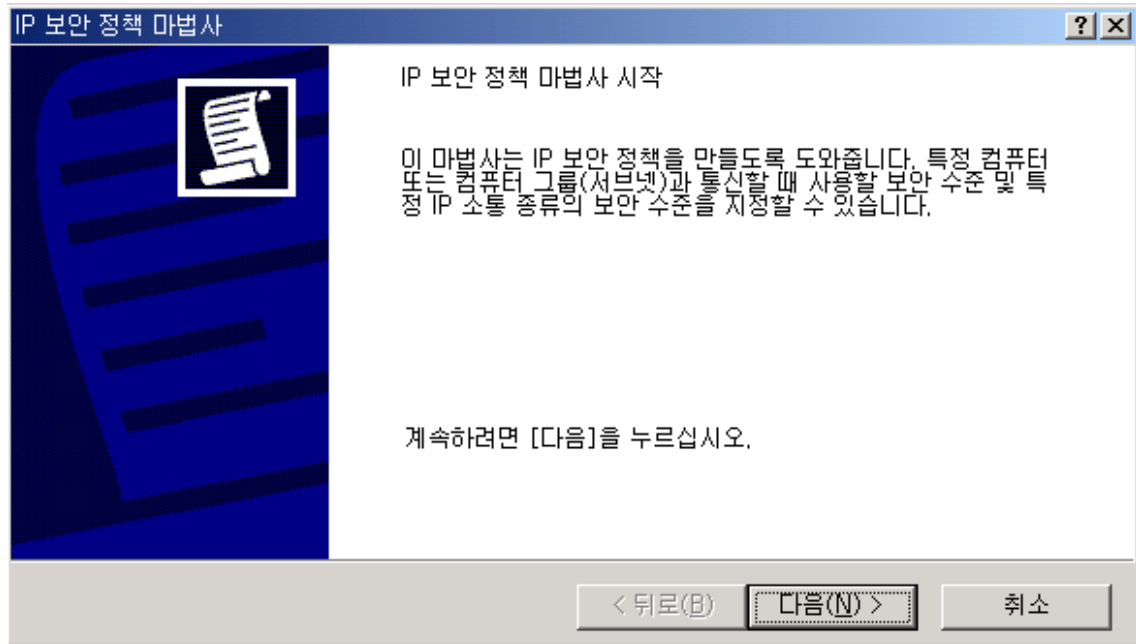 IP 보안 정책 마법사
IP 보안 정책 마법사 시작
이 마법사는 IP 보안 정책을 만들도록 도와줍니다. 특정 컴퓨터
또는 컴퓨터 그룹(서브넷)과 통신할 때 사용할 보안 수준 및 특
정 IP 소통 종류의 보안 수준을 지정할 수 있습니다.
계속하려면 [다음]을 누르십시오.
< 뒤로(B) 다음(N) > 취소